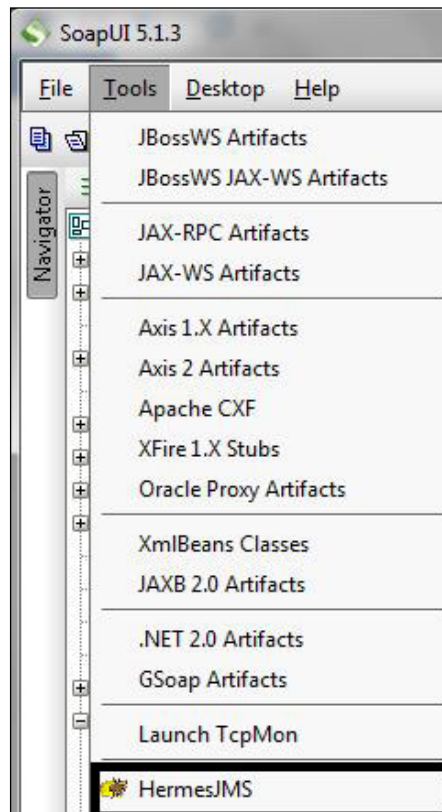 SoapUI 5.1.3
File Tools Desktop Help
Navigator
JBossWS Artifacts
JBossWS JAX-WS Artifacts
JAX-RPC Artifacts
JAX-WS Artifacts
Axis 1.X Artifacts
Axis 2 Artifacts
Apache CXF
XFire 1.X Stubs
Oracle Proxy Artifacts
XmlBeans Classes
JAXB 2.0 Artifacts
.NET 2.0 Artifacts
GSoap Artifacts
Launch TcpMon
HermesJMS